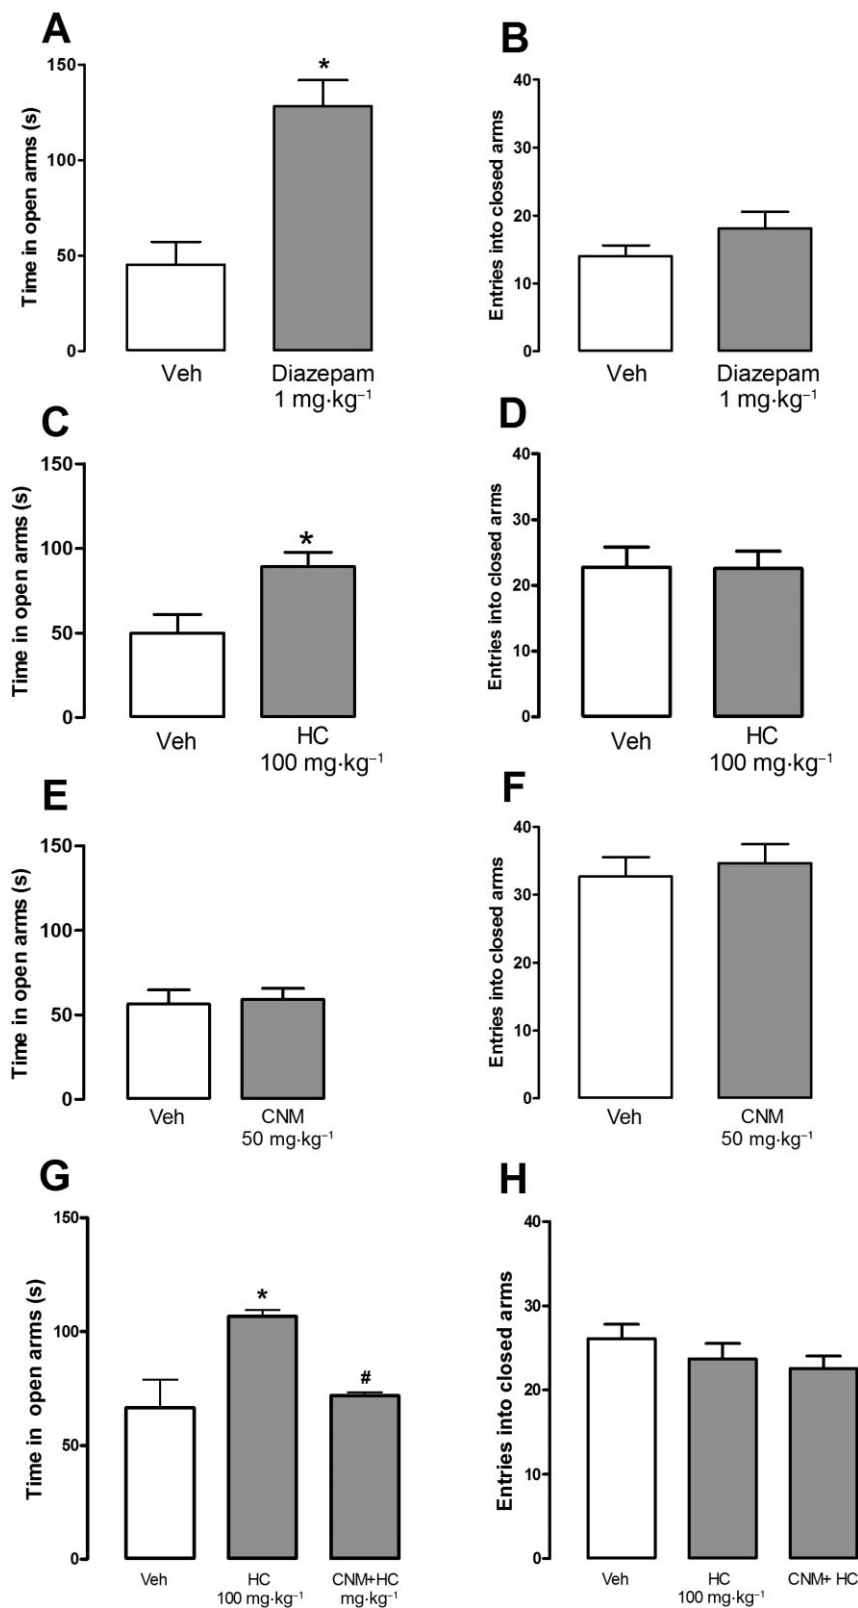 A
Time in open arms (s)
150
100
50
0
*
Veh
Diazepam
1 mg·kg⁻¹
B
Entries into closed arms
40
30
20
10
0
Veh
Diazepam
1 mg·kg⁻¹
C
Time in open arms (s)
150
100
50
0
*
Veh
HC
100 mg·kg⁻¹
D
Entries into closed arms
40
30
20
10
0
Veh
HC
100 mg·kg⁻¹
E
Time in open arms (s)
150
100
50
0
Veh
CNM
50 mg·kg⁻¹
F
Entries into closed arms
40
30
20
10
0
Veh
CNM
50 mg·kg⁻¹
G
Time in open arms (s)
150
100
50
0
*
#
Veh
HC
100 mg·kg⁻¹
CNM+HC
mg·kg⁻¹
H
Entries into closed arms
40
30
20
10
0
Veh
HC
100 mg·kg⁻¹
CNM+ HC